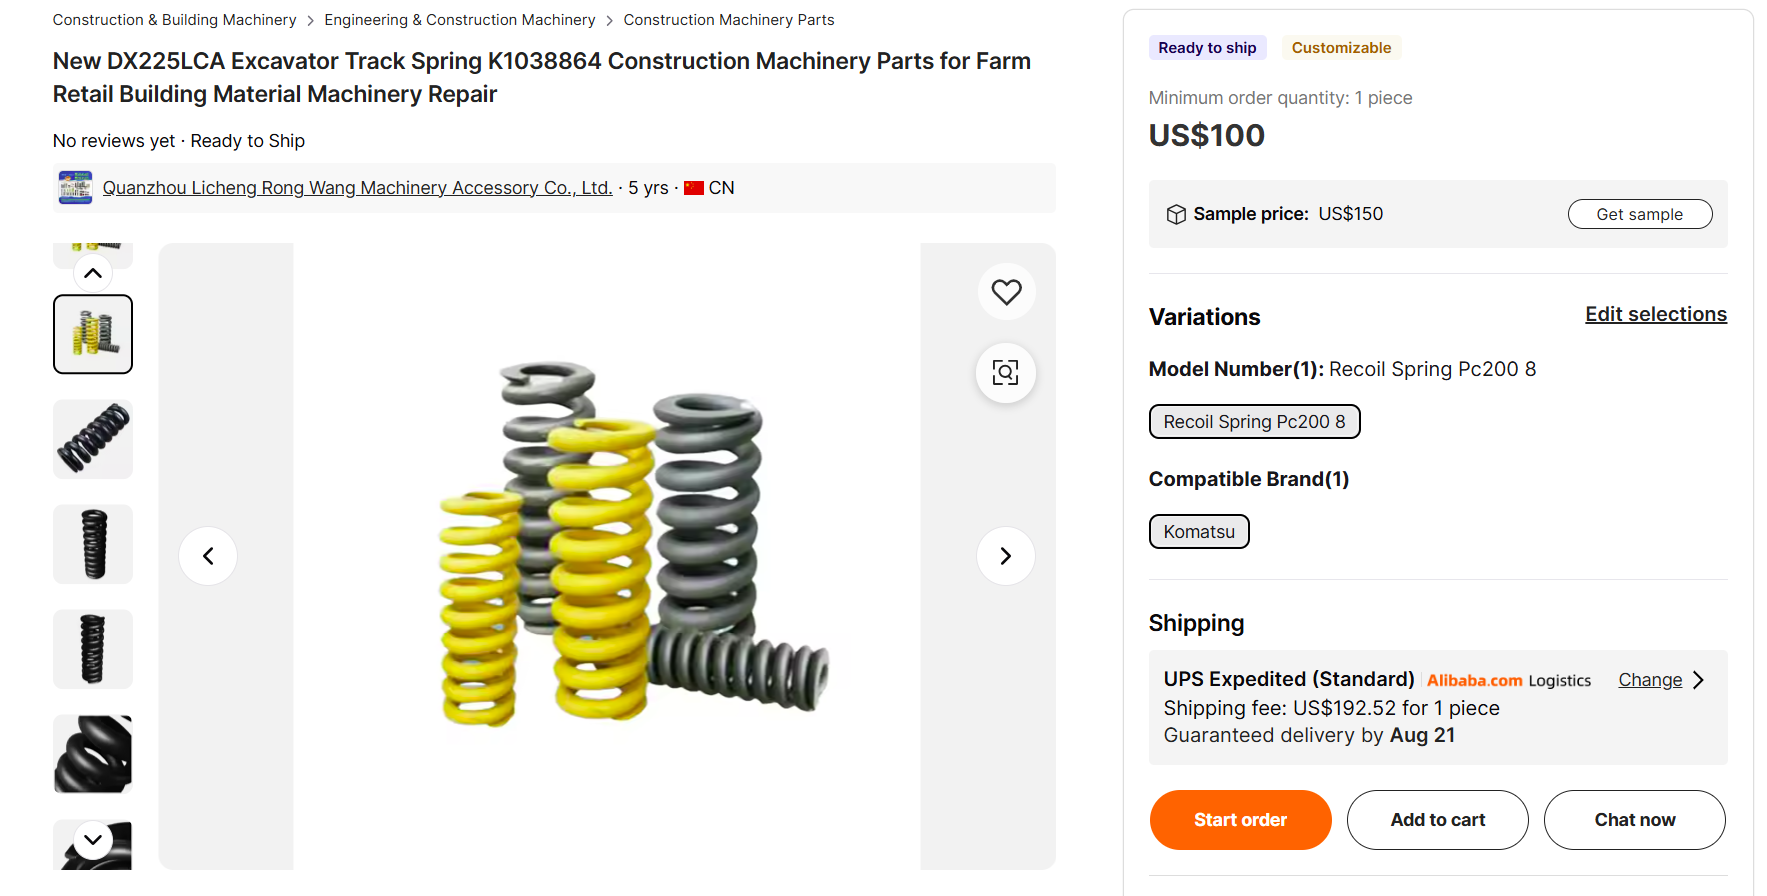 Construction & Building Machinery > Engineering & Construction Machinery > Construction Machinery Parts
New DX225LCA Excavator Track Spring K1038864 Construction Machinery Parts for Farm
Retail Building Material Machinery Repair
No reviews yet · Ready to Ship
Quanzhou Licheng Rong Wang Machinery Accessory Co., Ltd. · 5 yrs · CN
Ready to ship Customizable
Minimum order quantity: 1 piece
US$100
Sample price: US$150 Get sample
Variations Edit selections
Model Number(1): Recoil Spring Pc200 8
Recoil Spring Pc200 8
Compatible Brand(1)
Komatsu
Shipping
UPS Expedited (Standard) Alibaba.com Logistics Change
Shipping fee: US$192.52 for 1 piece
Guaranteed delivery by Aug 21
Start order Add to cart Chat now